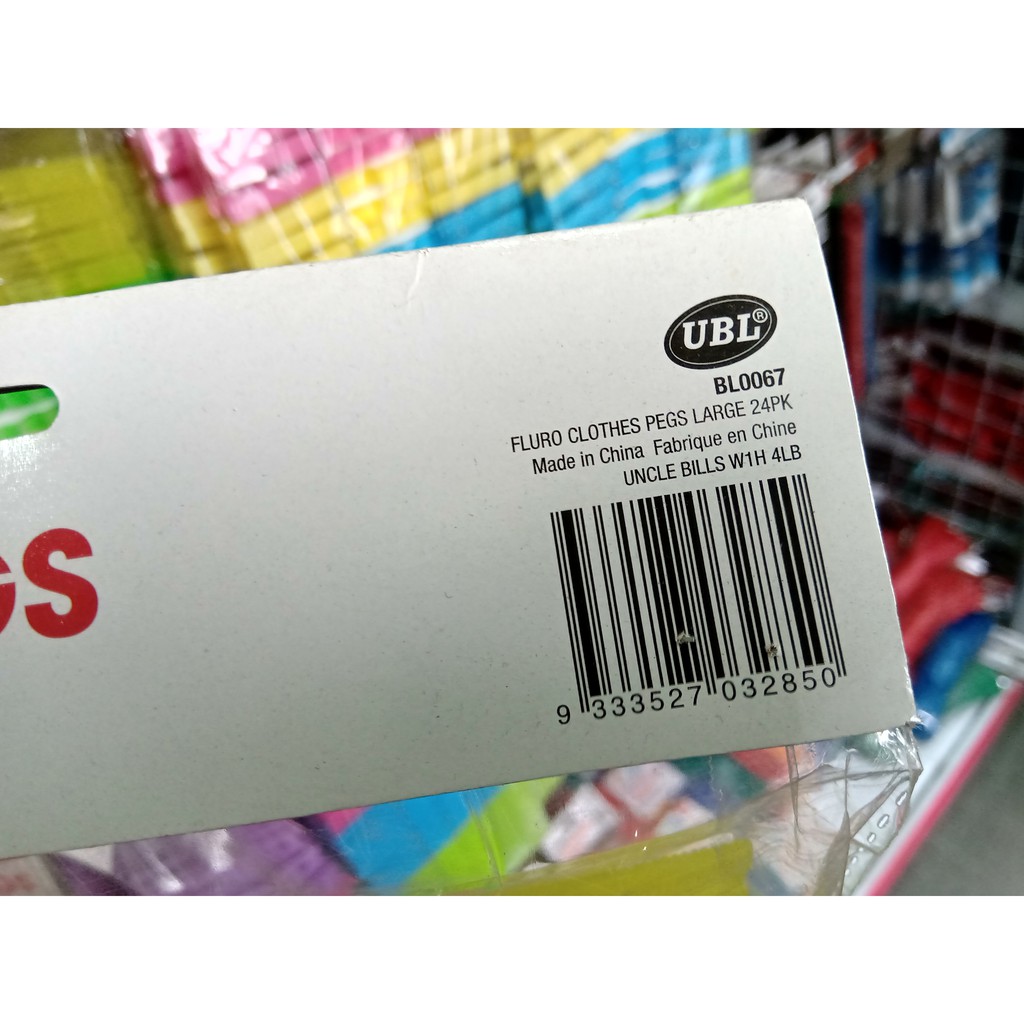 UBL®
BL0067
FLURO CLOTHES PEGS LARGE 24PK
Made in China Fabrique en Chine
UNCLE BILLS W1H 4LB
GS
9 333527 032850